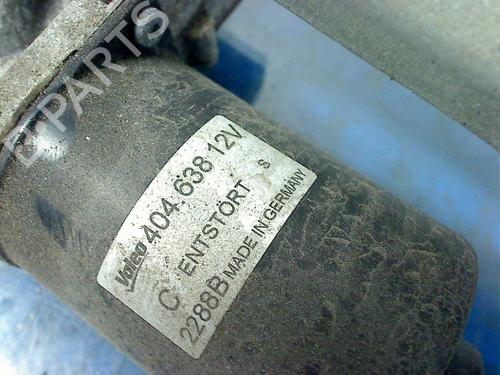 B-PARTS
Valeo 404.638 12V
C ENTSTÖRT S
2288B MADE IN GERMANY